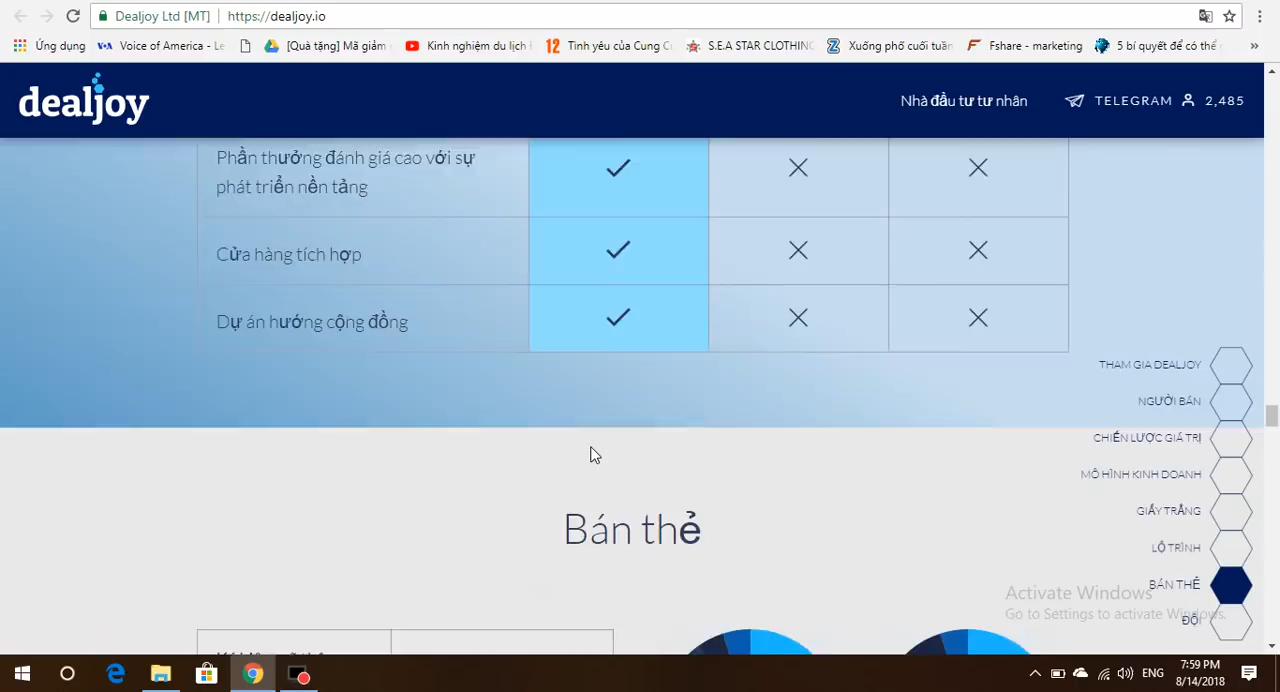 Dealjoy Ltd [MT] | https://dealjoy.io
Ứng dụng Voice of America - Le [Quà tặng] Mã giảm Kinh nghiệm du lịch Tình yêu của Cung C S.E.A STAR CLOTHING Xuống phố cuối tuần Fshare - marketing 5 bí quyết để có thể »
dealjoy Nhà đầu tư tư nhân TELEGRAM 2,485
Phần thưởng đánh giá cao với sự
phát triển nền tảng
Cửa hàng tích hợp
Dự án hướng cộng đồng
THAM GIA DEALJOY
NGƯỜI BÁN
CHIẾN LƯỢC GIÁ TRỊ
MÔ HÌNH KINH DOANH
GIẤY TRẮNG
LỘ TRÌNH
BÁN THẺ
ĐỘI
Bán thẻ
Activate Windows
Go to Settings to activate Windows.
ENG
7:59 PM
8/14/2018